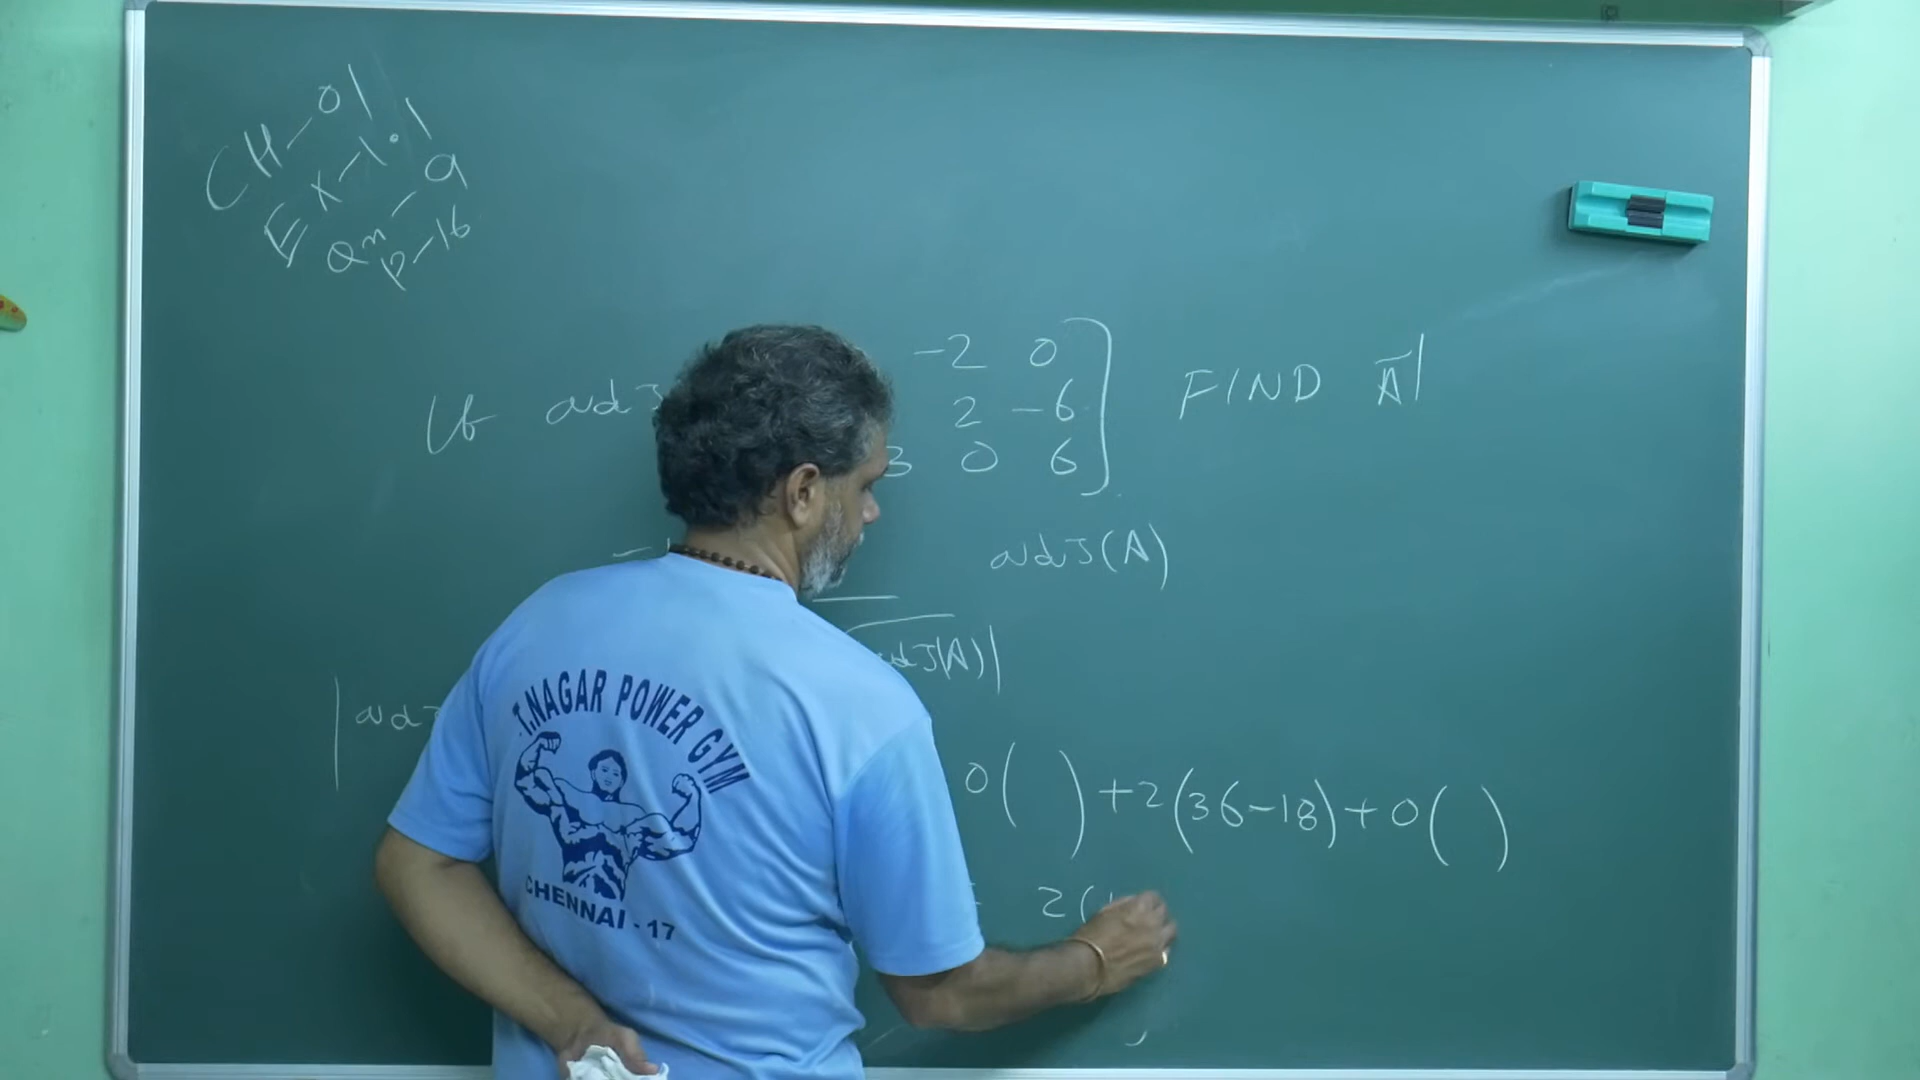 CH-01
Ex-1.1
Qn-9
p-16
If adJ
-2 0
2 -6
3 0 6
FIND A⁻¹
adJ(A)
adJ(A)|
|adJ
0( ) +2(36-18)+0( )
2(
T.NAGAR POWER GYM
CHENNAI - 17